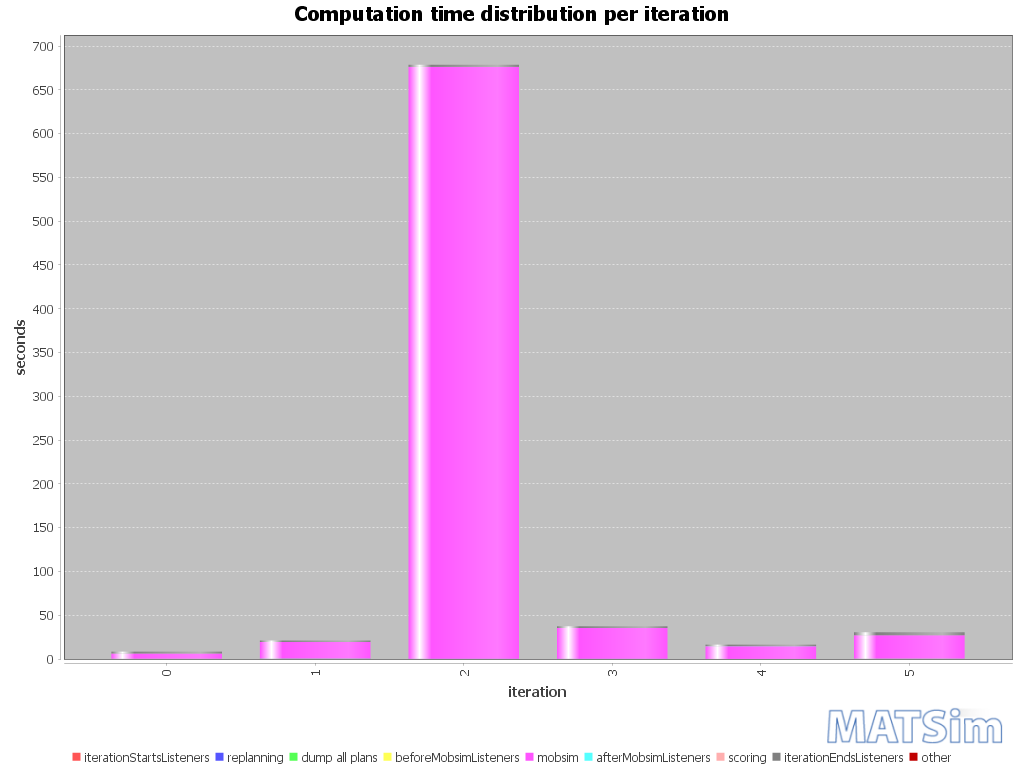 Computation time distribution per iteration
700
650
600
550
500
450
400
350
300
250
200
150
100
50
0
seconds
0 1 2 3 4 5
iteration
MATSim
iterationStartsListeners replanning dump all plans beforeMobsimListeners mobsim afterMobsimListeners scoring iterationEndsListeners other